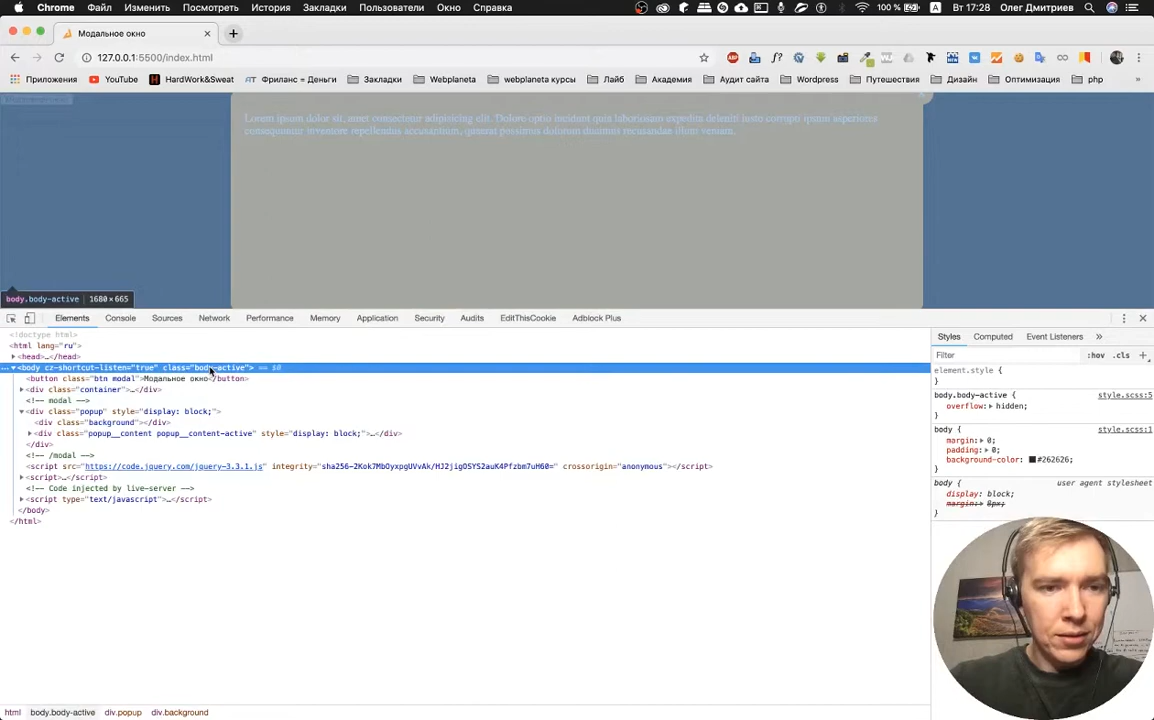 Chrome Файл Изменить Посмотреть История Закладки Пользователи Окно Справка 100 % Вт 17:28 Олег Дмитриев
Модальное окно
127.0.0.1:5500/index.html
Приложения YouTube HardWork&Sweat Фриланс = Деньги Закладки Webplaneta webplaneta курсы Лайб Академия Аудит сайта Wordpress Путешествия Дизайн Оптимизация php »
Lorem ipsum dolor sit, amet consectetur adipisicing elit. Dolore optio incidunt quia laboriosam expedita deleniti iusto corrupti ipsum asperiores
consequuntur inventore repellendus accusantium, quaerat possimus dolorum ducimus recusandae illum veniam.
body.body-active 1680 × 665
Elements Console Sources Network Performance Memory Application Security Audits EditThisCookie Adblock Plus
<!doctype html>
<html lang="ru">
<head>…</head>
<body cz-shortcut-listen="true" class="body-active"> == $0
<button class="btn modal">Модальное окно</button>
<div class="container">…</div>
<!-- modal -->
<div class="popup" style="display: block;">
<div class="background"></div>
<div class="popup__content popup__content-active" style="display: block;">…</div>
</div>
<!-- /modal -->
<script src="https://code.jquery.com/jquery-3.3.1.js" integrity="sha256-2Kok7MbOyxpgUVvAk/HJ2jigOSYS2auK4Pfzbm7uH60=" crossorigin="anonymous"></script>
<script>…</script>
<!-- Code injected by live-server -->
<script type="text/javascript">…</script>
</body>
</html>
html body.body-active div.popup div.background
Styles Computed Event Listeners »
Filter :hov .cls +
element.style {
}
body.body-active { style.scss:5
overflow: hidden;
}
body { style.scss:1
margin: 0;
padding: 0;
background-color: #262626;
}
body { user agent stylesheet
display: block;
margin: 8px;
}